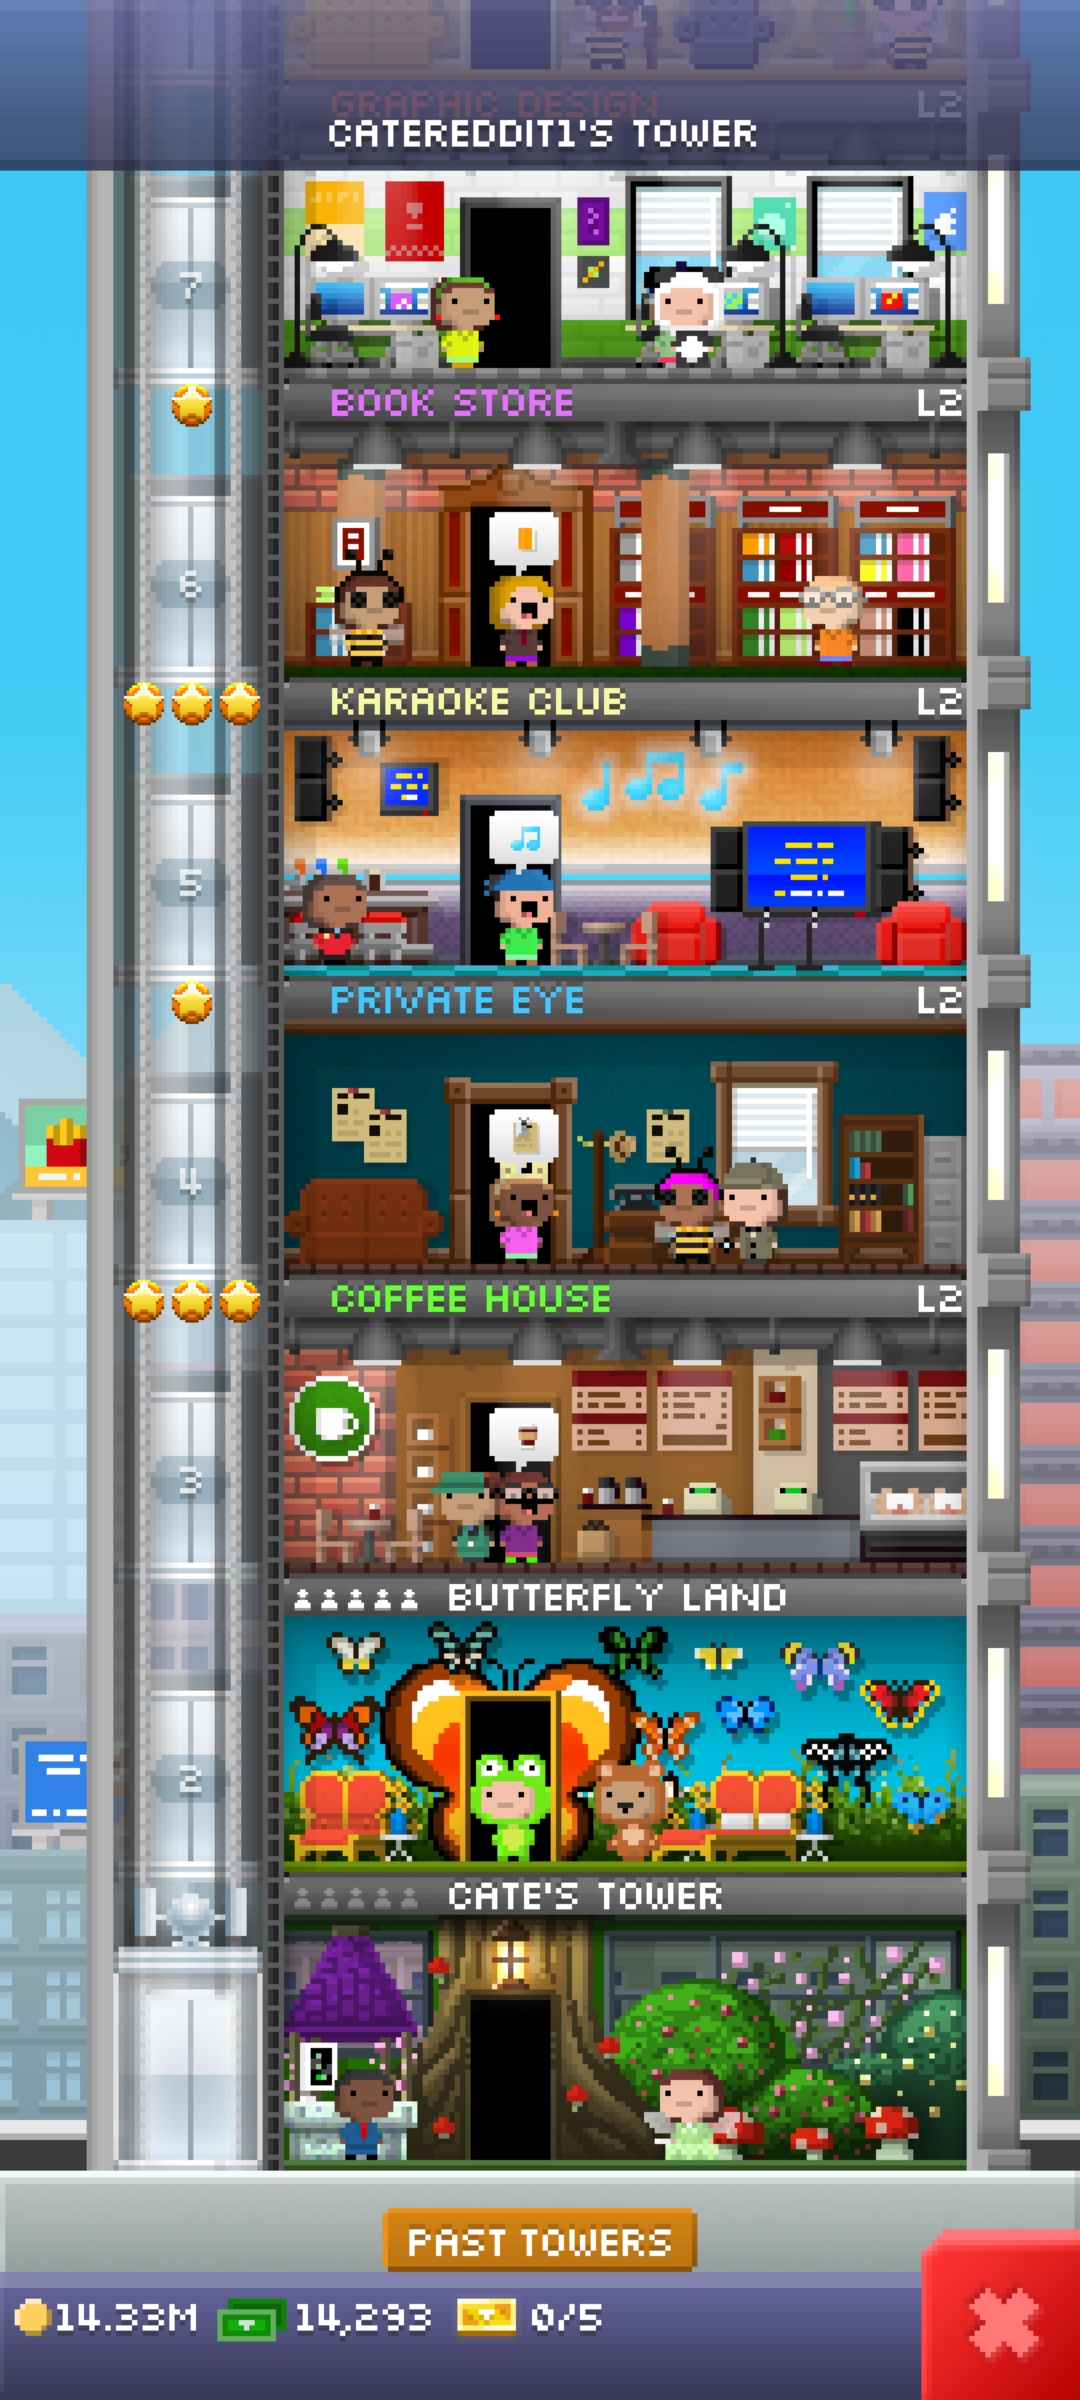 GRAPHIC DESIGN L2
CATEREDDIT1'S TOWER
7
BOOK STORE L2
6
KARAOKE CLUB L2
5
PRIVATE EYE L2
4
COFFEE HOUSE L2
3
BUTTERFLY LAND
2
CATE'S TOWER
PAST TOWERS
14.33M 14,293 0/5